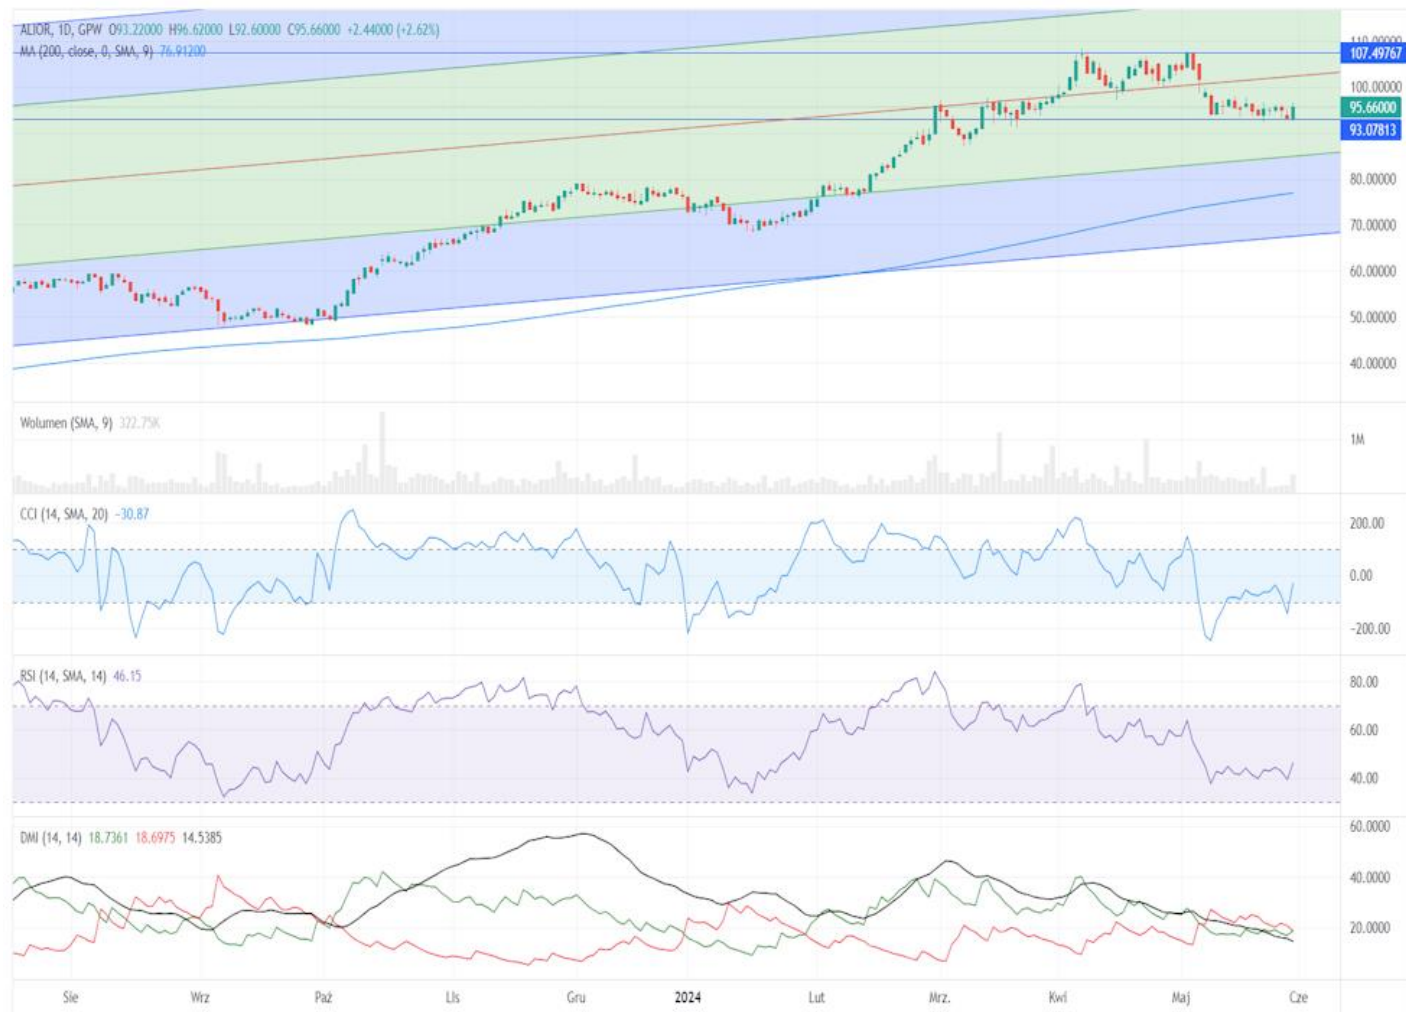 ALIOR, 1D, GPW O93.22000 H96.62000 L92.60000 C95.66000 +2.44000 (+2.62%)
MA (200, close, 0, SMA, 9) 76.91200
110.00000
107.49767
100.00000
95.66000
93.07813
80.00000
70.00000
60.00000
50.00000
40.00000
Wolumen (SMA, 9) 322.75K
1M
CCI (14, SMA, 20) -30.87
200.00
0.00
-200.00
RSI (14, SMA, 14) 46.15
80.00
60.00
40.00
DMI (14, 14) 18.7361 18.6975 14.5385
60.0000
40.0000
20.0000
Sie Wrz Paź Lis Gru 2024 Lut Mrz. Kwi Maj Cze